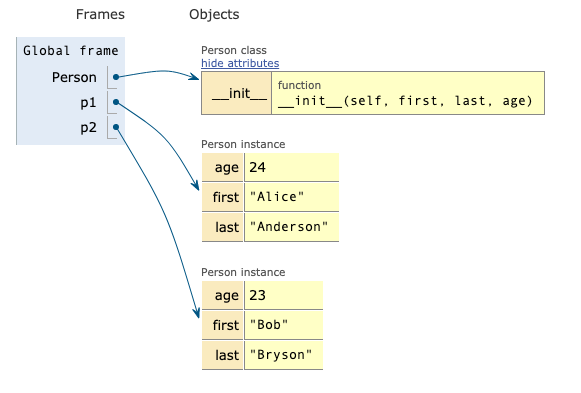 Frames Objects
Global frame
Person
p1
p2
Person class
hide attributes
__init__ function
__init__(self, first, last, age)
Person instance
age 24
first "Alice"
last "Anderson"
Person instance
age 23
first "Bob"
last "Bryson"